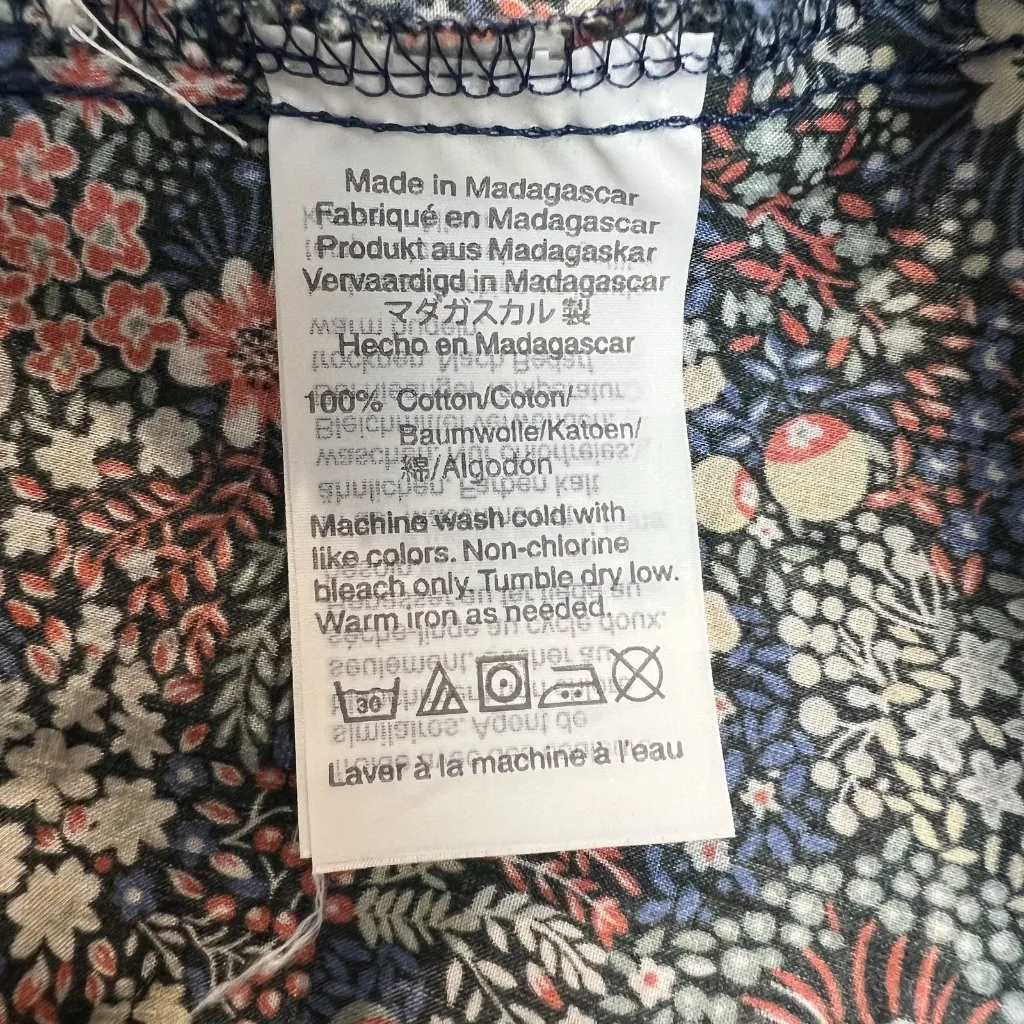 Made in Madagascar
Fabriqué en Madagascar
Produkt aus Madagaskar
Vervaardigd in Madagascar
マダガスカル 製
Hecho en Madagascar
100% Cotton/Coton/
Baumwolle/Katoen/
綿/Algodón
Machine wash cold with
like colors. Non-chlorine
bleach only. Tumble dry low.
Warm iron as needed.
30
Laver à la machine à l'eau